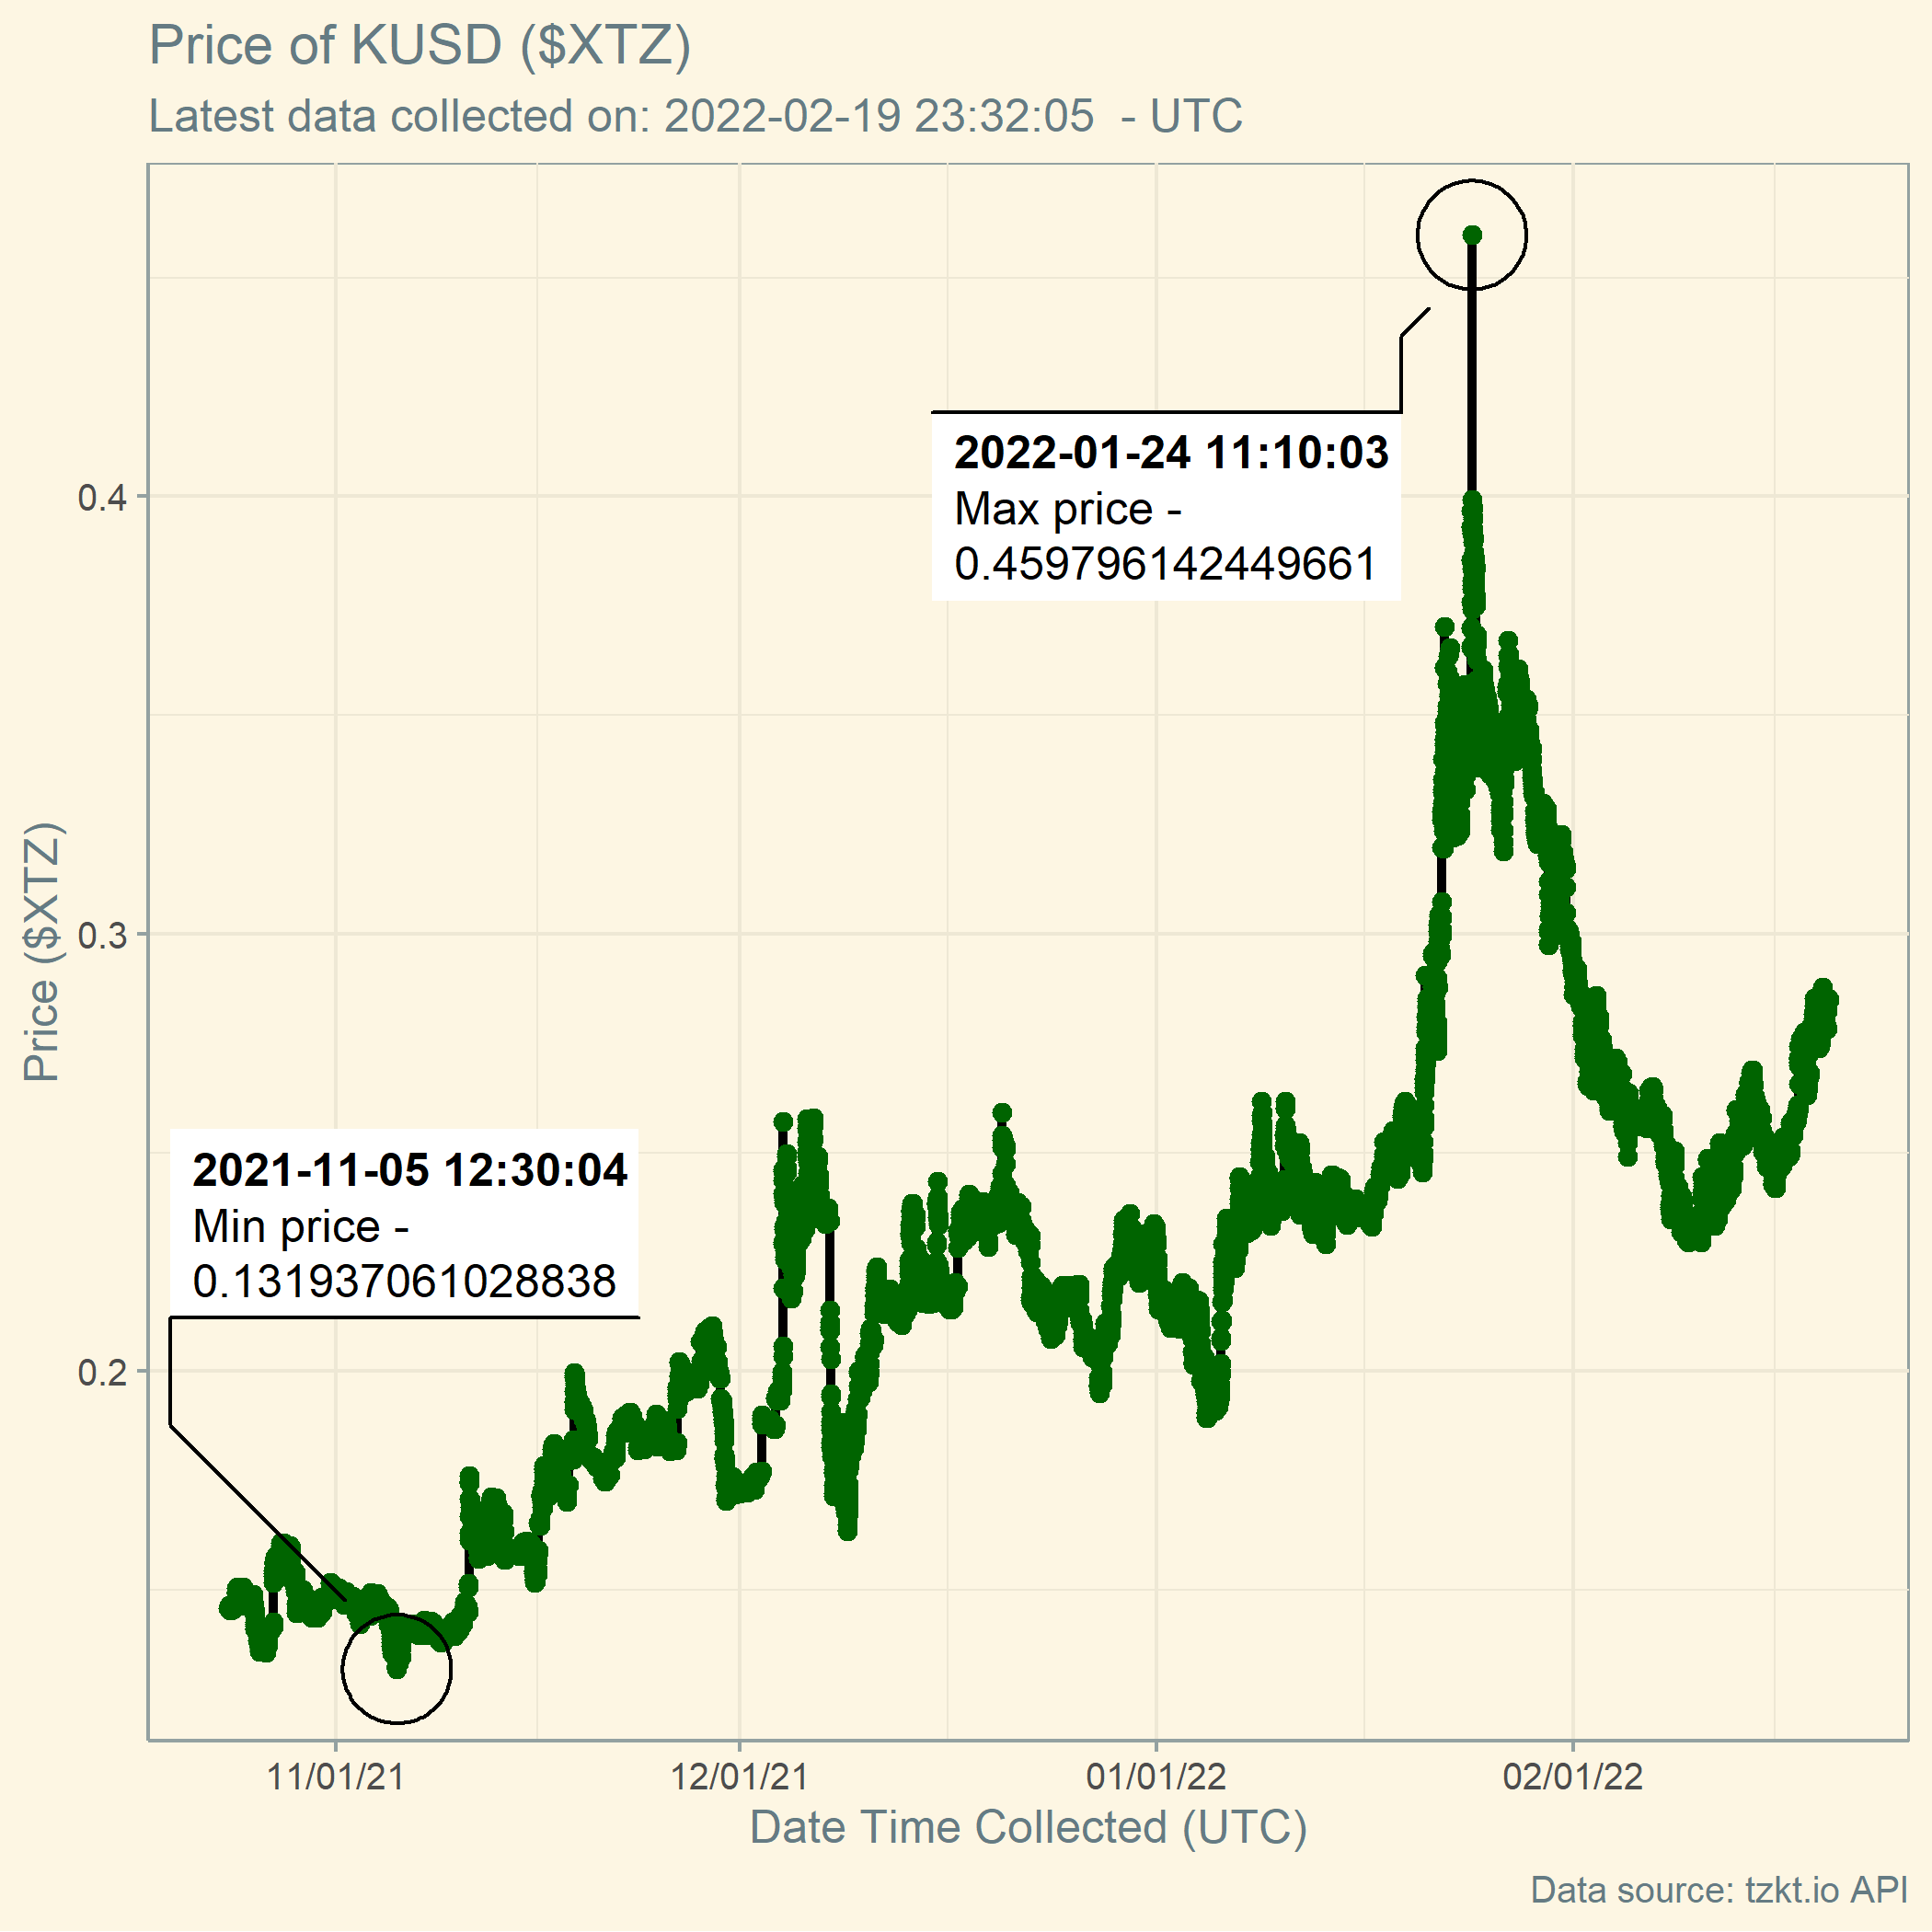 Price of KUSD ($XTZ)
Latest data collected on: 2022-02-19 23:32:05  - UTC
2022-01-24 11:10:03
Max price -
0.459796142449661
2021-11-05 12:30:04
Min price -
0.131937061028838
Price ($XTZ)
0.4
0.3
0.2
11/01/21
12/01/21
01/01/22
02/01/22
Date Time Collected (UTC)
Data source: tzkt.io API